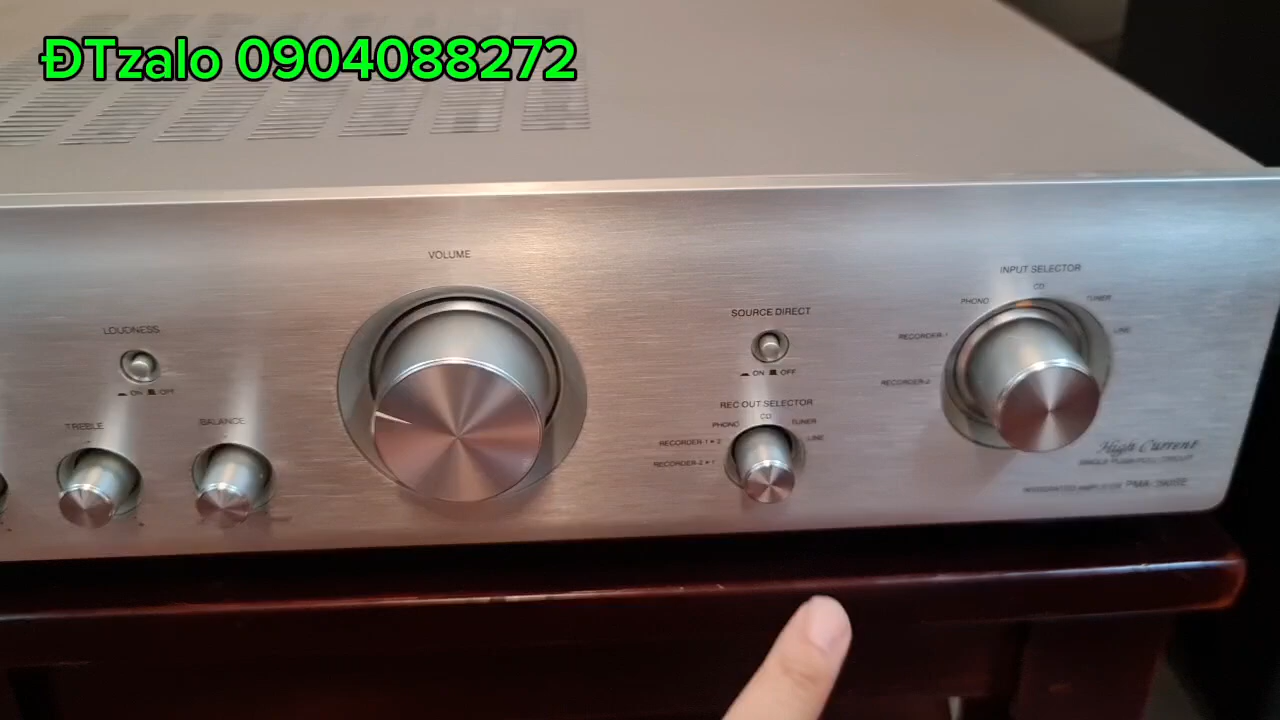 ĐTzalo 0904088272
VOLUME
INPUT SELECTOR
CD
PHONO
TUNER
LINE
RECORDER-1
RECORDER-2
LOUDNESS
ON OFF
SOURCE DIRECT
ON OFF
TREBLE
BALANCE
REC OUT SELECTOR
CD
PHONO
TUNER
LINE
RECORDER 1
RECORDER-2
High Current
SINGLE PUSH-PULL CIRCUIT
INTEGRATED AMPLIFIER PMA-390SE